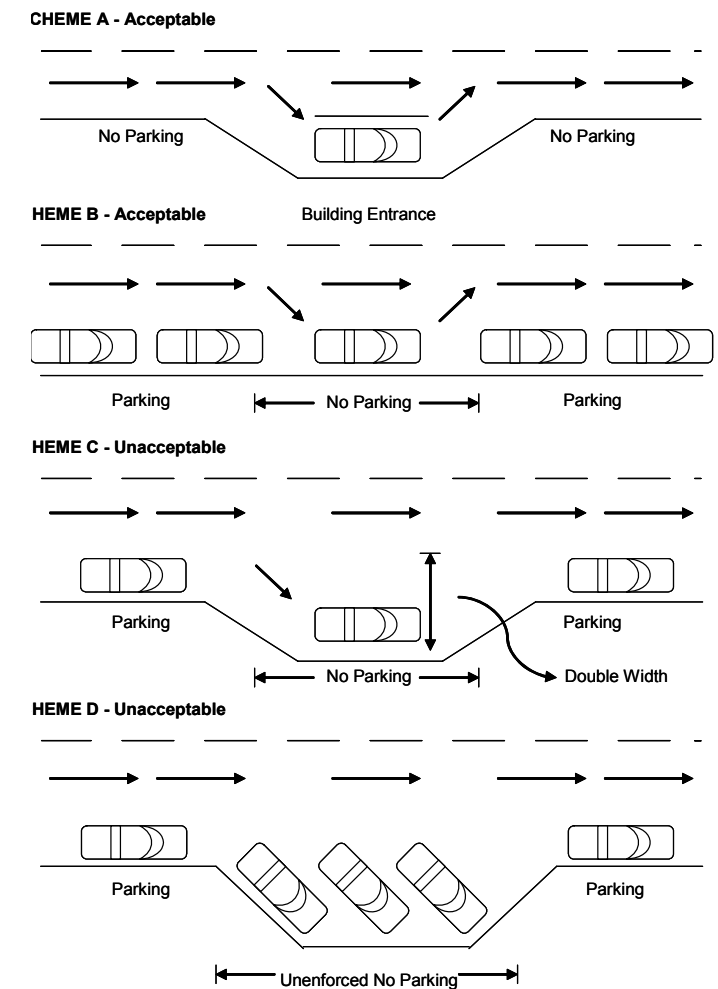 CHEME A - Acceptable
No Parking No Parking
HEME B - Acceptable Building Entrance
Parking No Parking Parking
HEME C - Unacceptable
Parking Parking
No Parking Double Width
HEME D - Unacceptable
Parking Parking
Unenforced No Parking